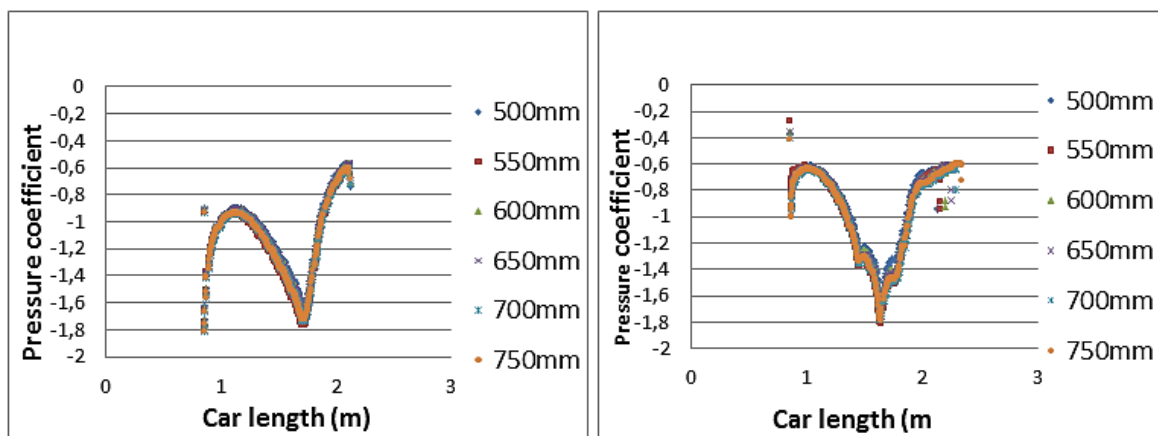 0
-0,2
-0,4
-0,6
-0,8
-1
-1,2
-1,4
-1,6
-1,8
-2
Pressure coefficient
0 1 2 3
Car length (m)
500mm
550mm
600mm
650mm
700mm
750mm
0
-0,2
-0,4
-0,6
-0,8
-1
-1,2
-1,4
-1,6
-1,8
-2
Pressure coefficient
0 1 2 3
Car length (m
500mm
550mm
600mm
650mm
700mm
750mm